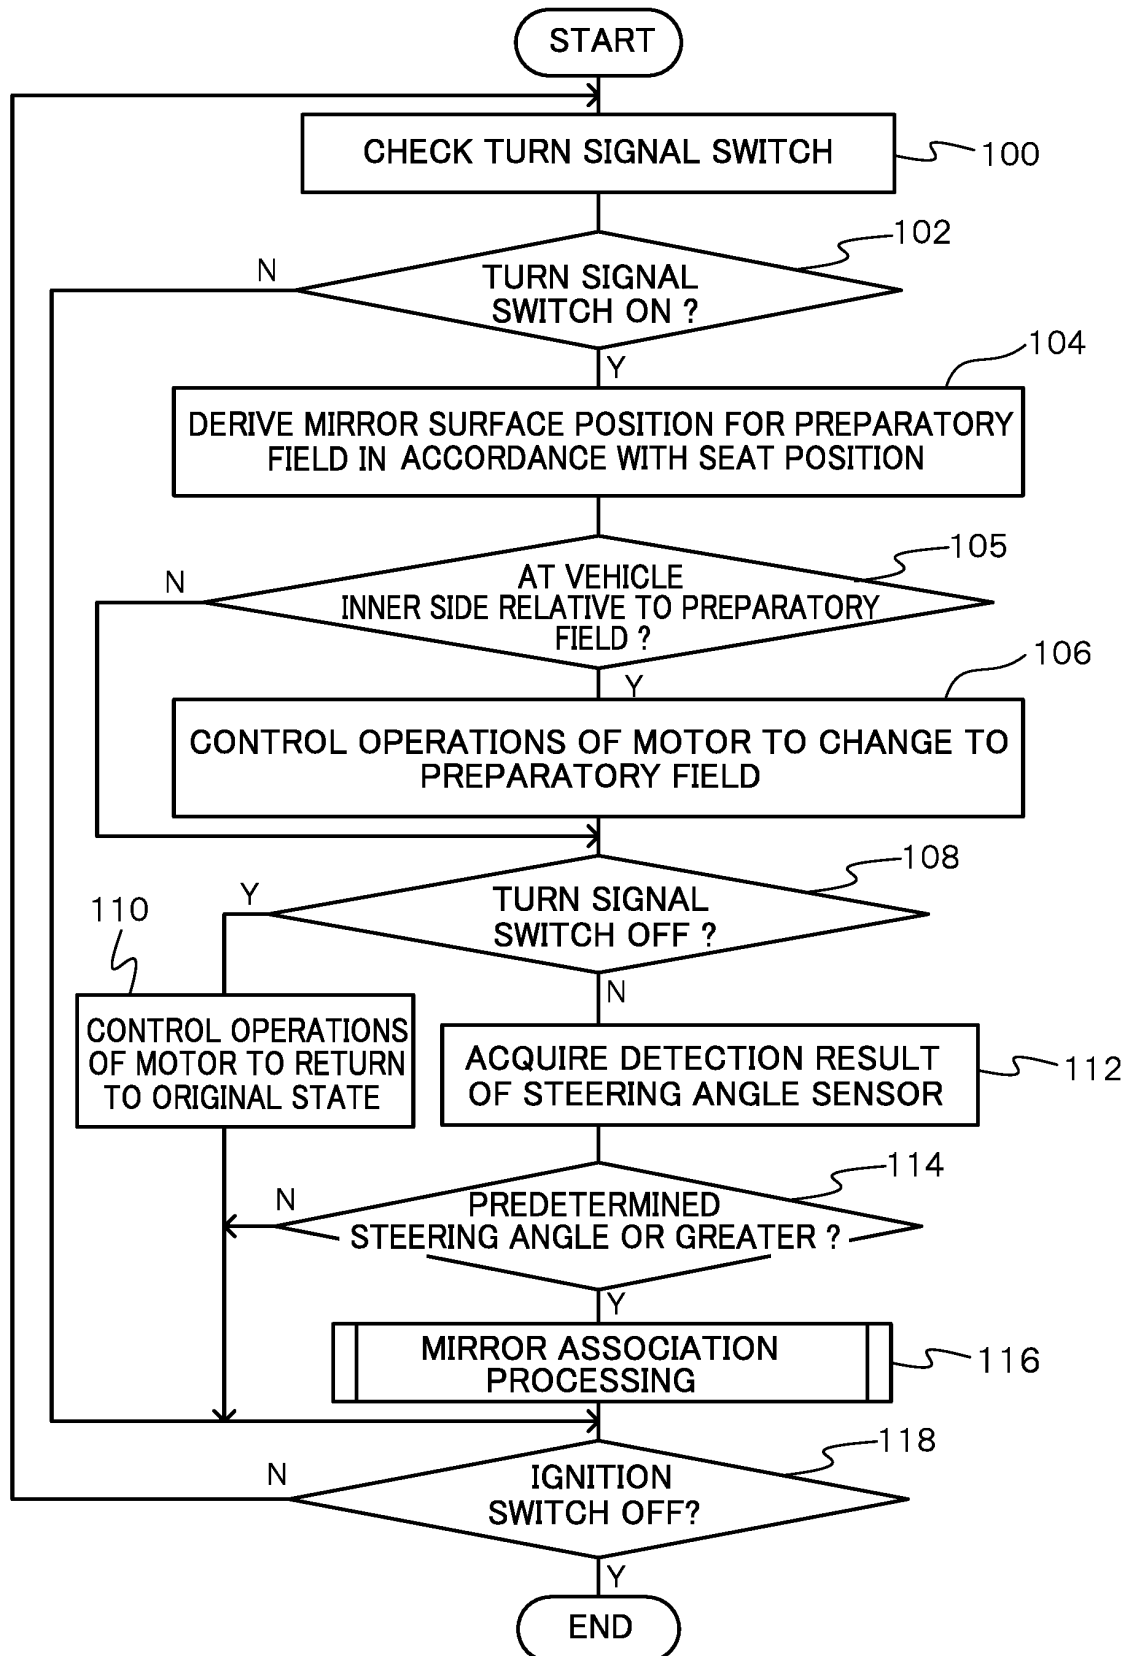 START
CHECK TURN SIGNAL SWITCH
100
102
N
TURN SIGNAL
SWITCH ON ?
Y
104
DERIVE MIRROR SURFACE POSITION FOR PREPARATORY
FIELD IN ACCORDANCE WITH SEAT POSITION
105
N
AT VEHICLE
INNER SIDE RELATIVE TO PREPARATORY
FIELD ?
Y
106
CONTROL OPERATIONS OF MOTOR TO CHANGE TO
PREPARATORY FIELD
108
Y
TURN SIGNAL
SWITCH OFF ?
N
110
CONTROL OPERATIONS
OF MOTOR TO RETURN
TO ORIGINAL STATE
ACQUIRE DETECTION RESULT
OF STEERING ANGLE SENSOR
112
114
N
PREDETERMINED
STEERING ANGLE OR GREATER ?
Y
MIRROR ASSOCIATION
PROCESSING
116
118
N
IGNITION
SWITCH OFF?
Y
END